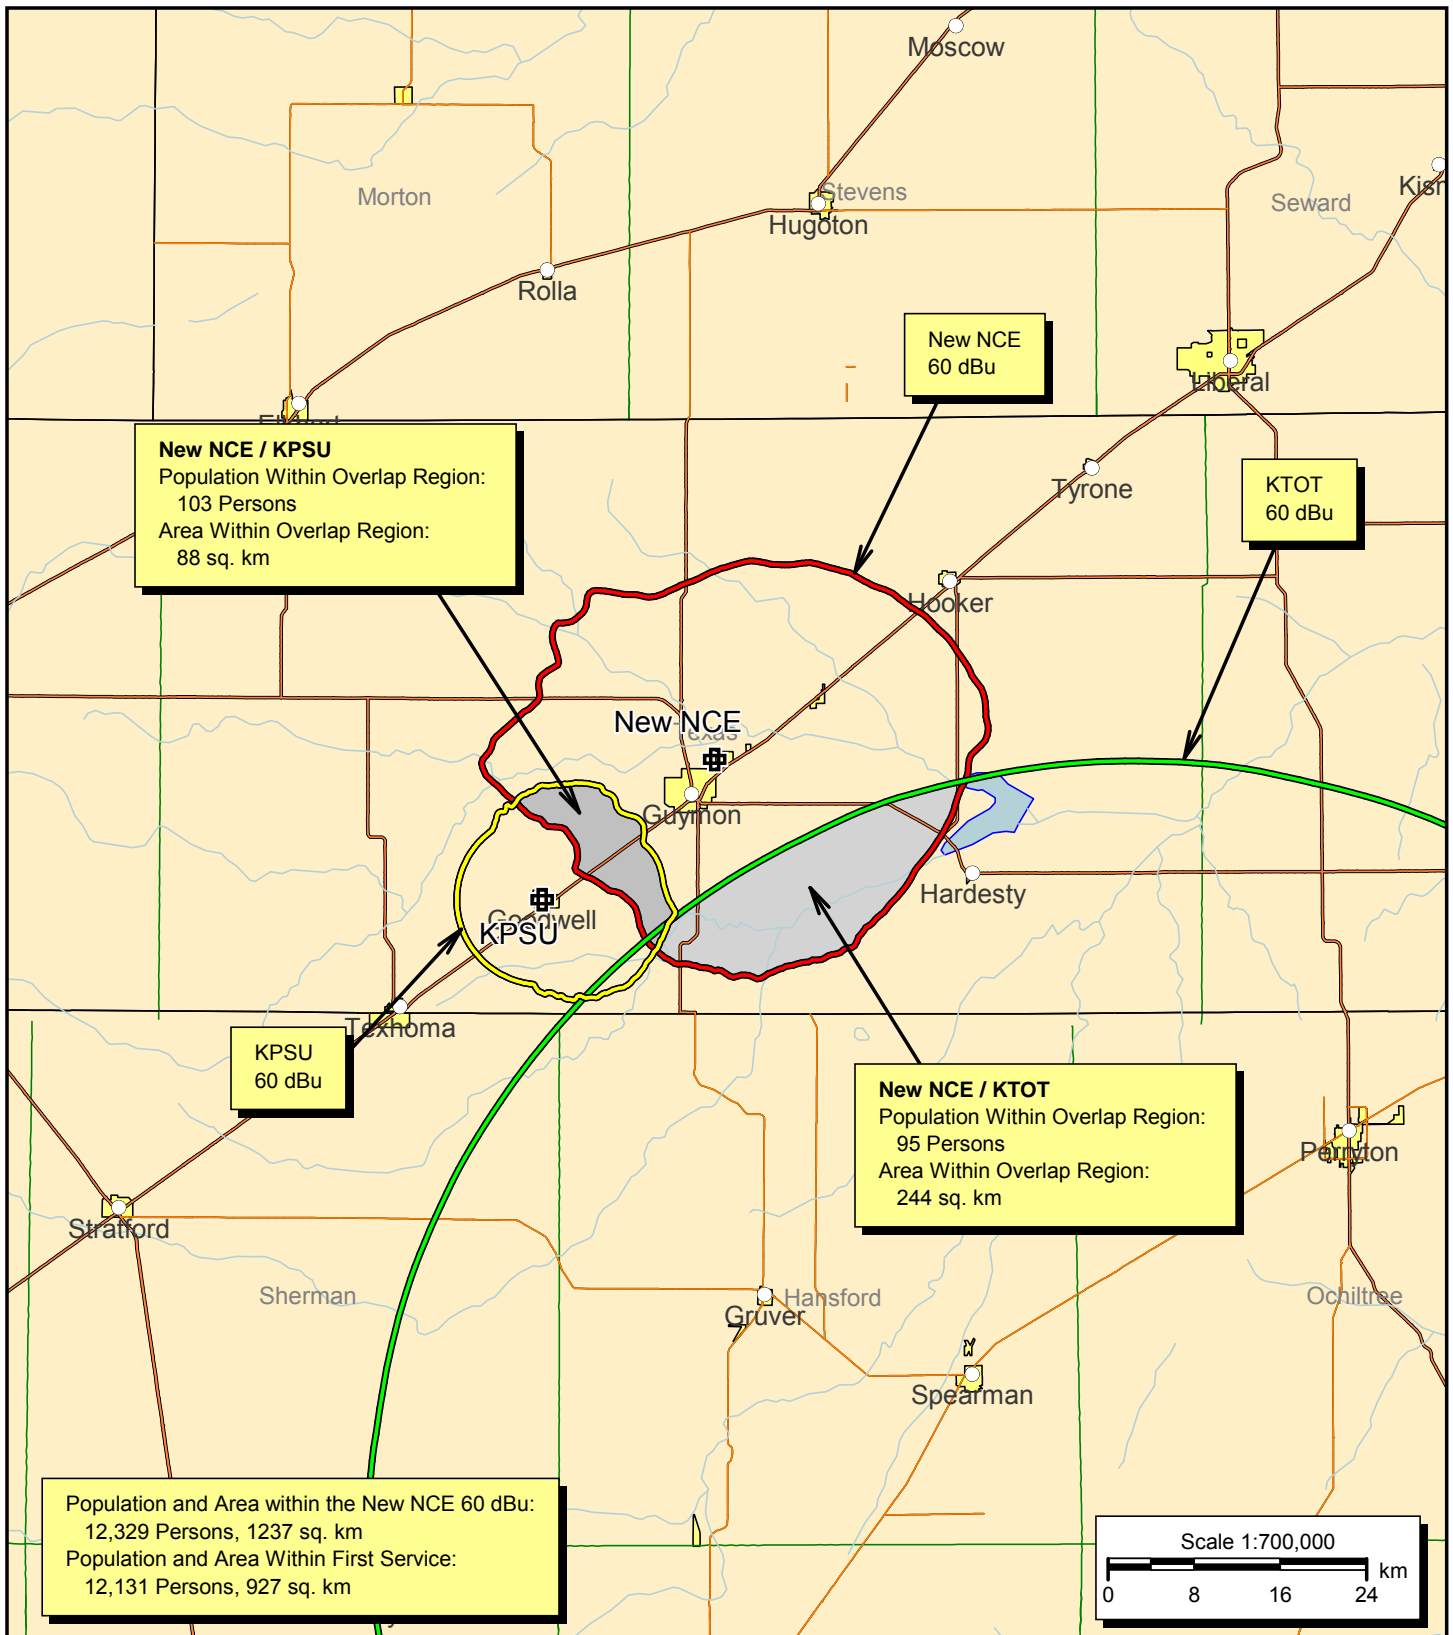 Moscow
Kisn
Morton
Stevens
Seward
Hugoton
Rolla
New NCE
60 dBu
Liberal
Elkhart
New NCE / KPSU
Population Within Overlap Region:
103 Persons
Area Within Overlap Region:
88 sq. km
Tyrone
KTOT
60 dBu
Hooker
New NCE
Texas
Guymon
Hardesty
Goodwell
KPSU
Texhoma
KPSU
60 dBu
New NCE / KTOT
Population Within Overlap Region:
95 Persons
Area Within Overlap Region:
244 sq. km
Perryton
Stratford
Sherman
Hansford
Ochiltree
Gruver
Spearman
Population and Area within the New NCE 60 dBu:
12,329 Persons, 1237 sq. km
Population and Area Within First Service:
12,131 Persons, 927 sq. km
Scale 1:700,000
km
0 8 16 24